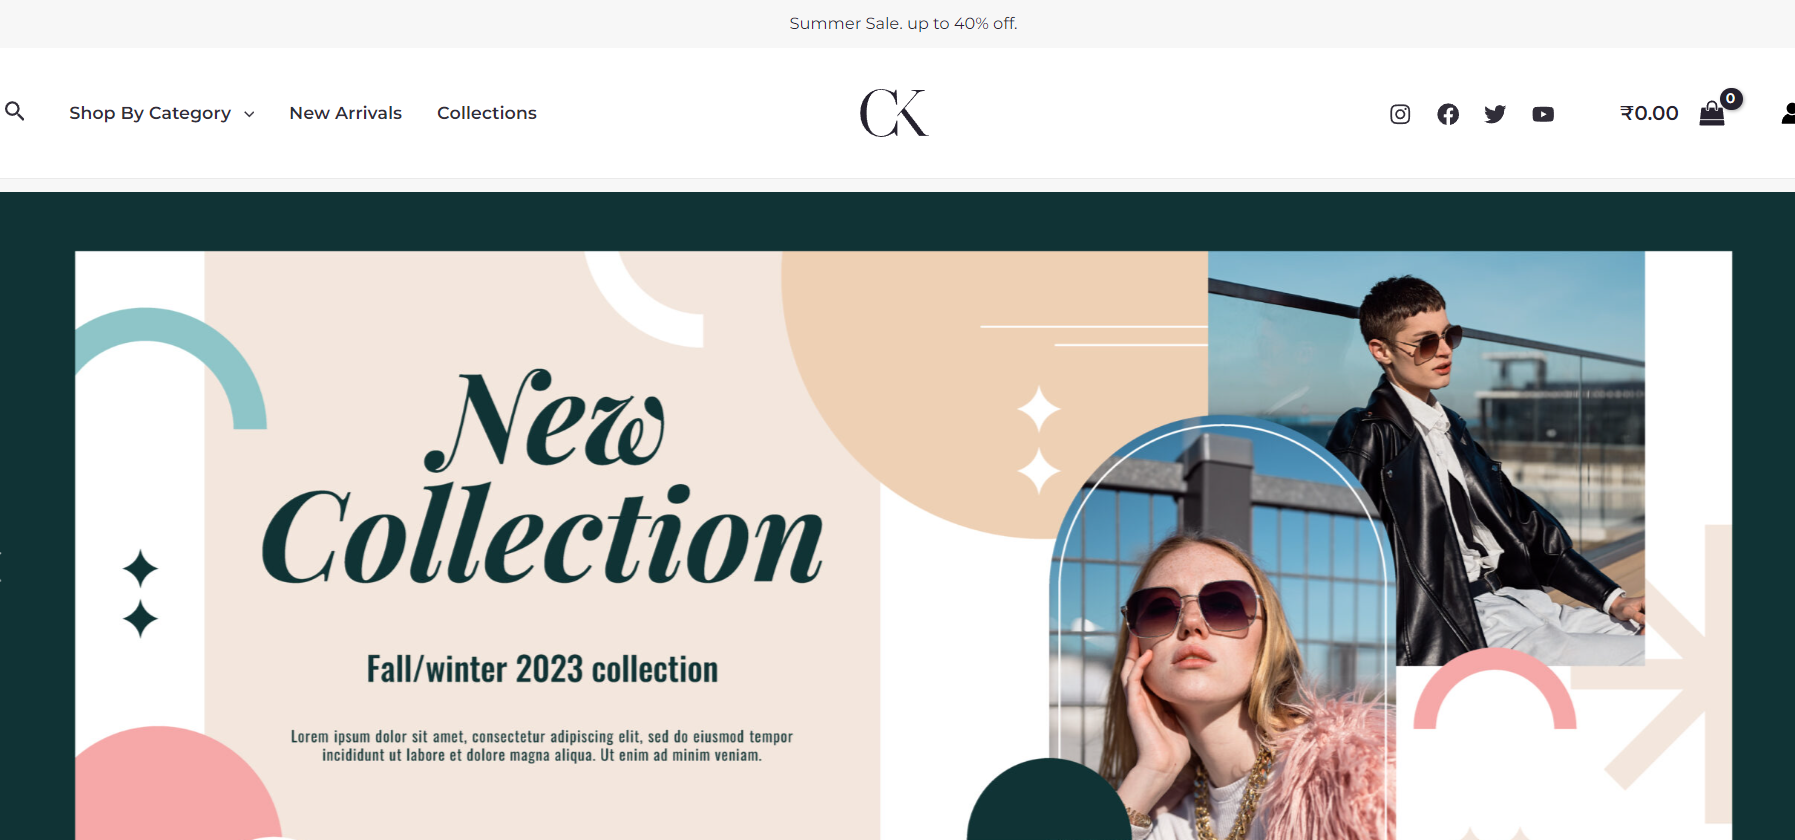 Summer Sale. up to 40% off.
Shop By Category
New Arrivals
Collections
CK
₹0.00
0
New
Collection
Fall/winter 2023 collection
Lorem ipsum dolor sit amet, consectetur adipiscing elit, sed do eiusmod tempor
incididunt ut labore et dolore magna aliqua. Ut enim ad minim veniam.